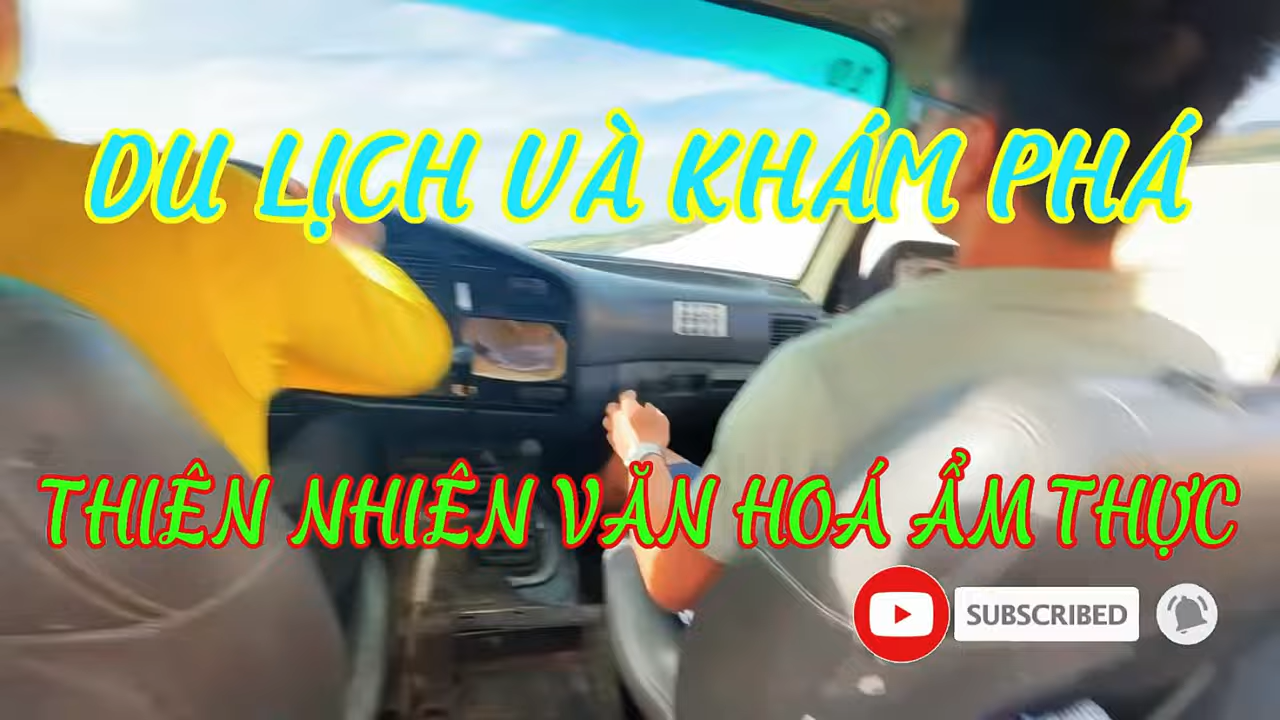 DU LỊCH VÀ KHÁM PHÁ
THIÊN NHIÊN VĂN HOÁ ẨM THỰC
SUBSCRIBED